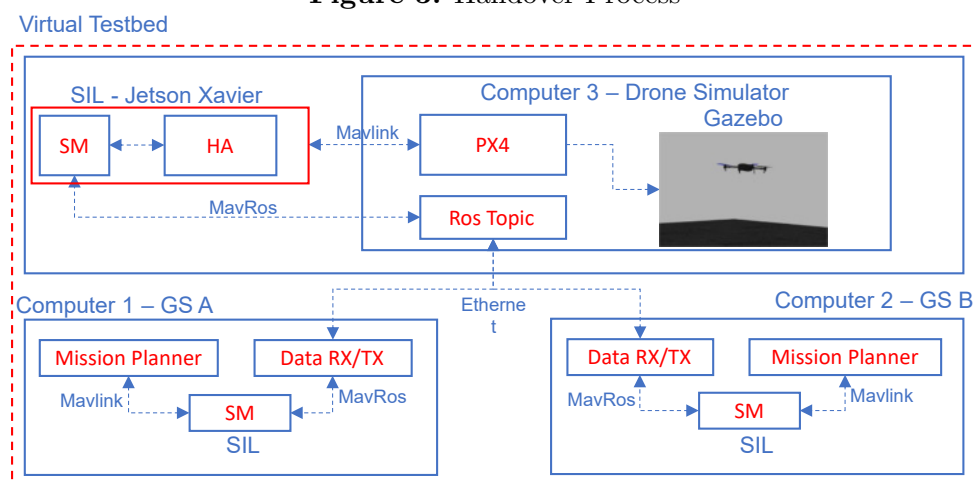 Figure 3. Handover Process
Virtual Testbed
SIL - Jetson Xavier
Computer 3 – Drone Simulator
Gazebo
SM
HA
Mavlink
PX4
MavRos
Ros Topic
Computer 1 – GS A
Etherne
t
Computer 2 – GS B
Mission Planner
Data RX/TX
Data RX/TX
Mission Planner
Mavlink
MavRos
MavRos
Mavlink
SM
SM
SIL
SIL